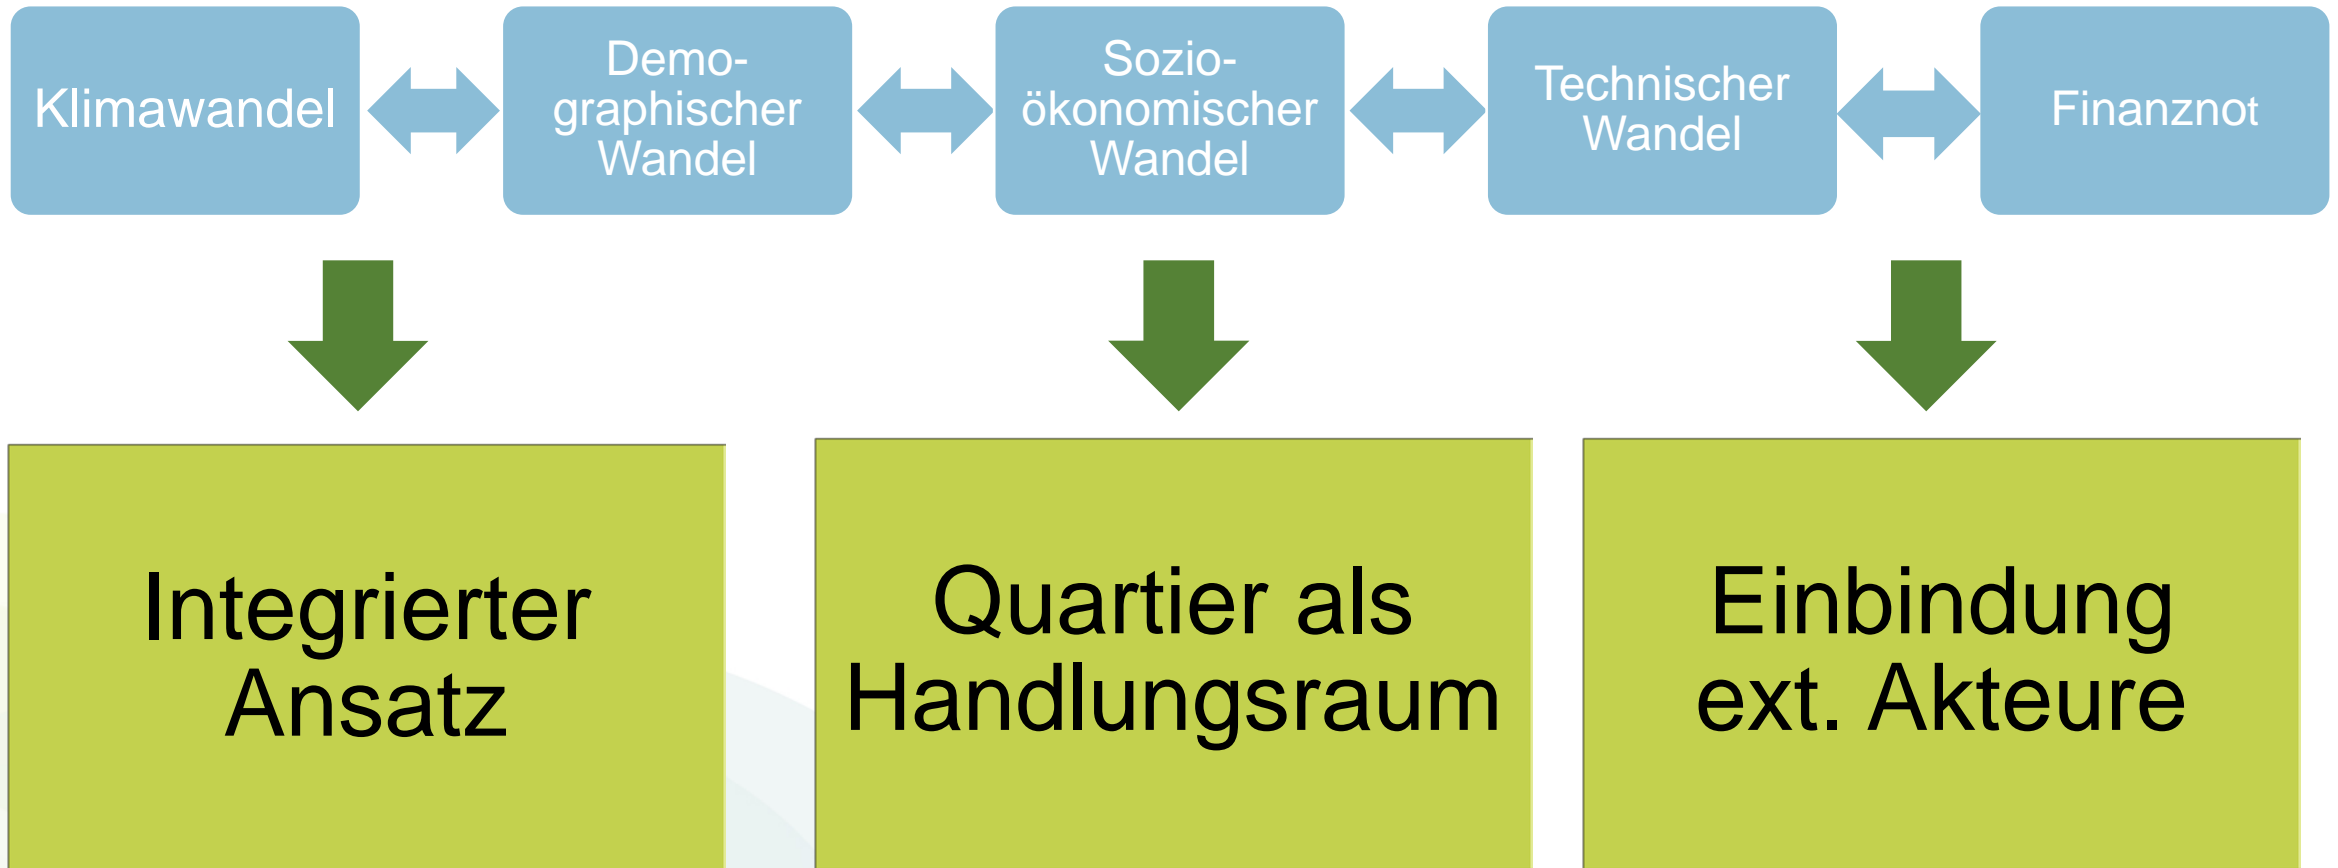 Klimawandel
Demo-
graphischer
Wandel
Sozio-
ökonomischer
Wandel
Technischer
Wandel
Finanznot
Integrierter
Ansatz
Quartier als
Handlungsraum
Einbindung
ext. Akteure